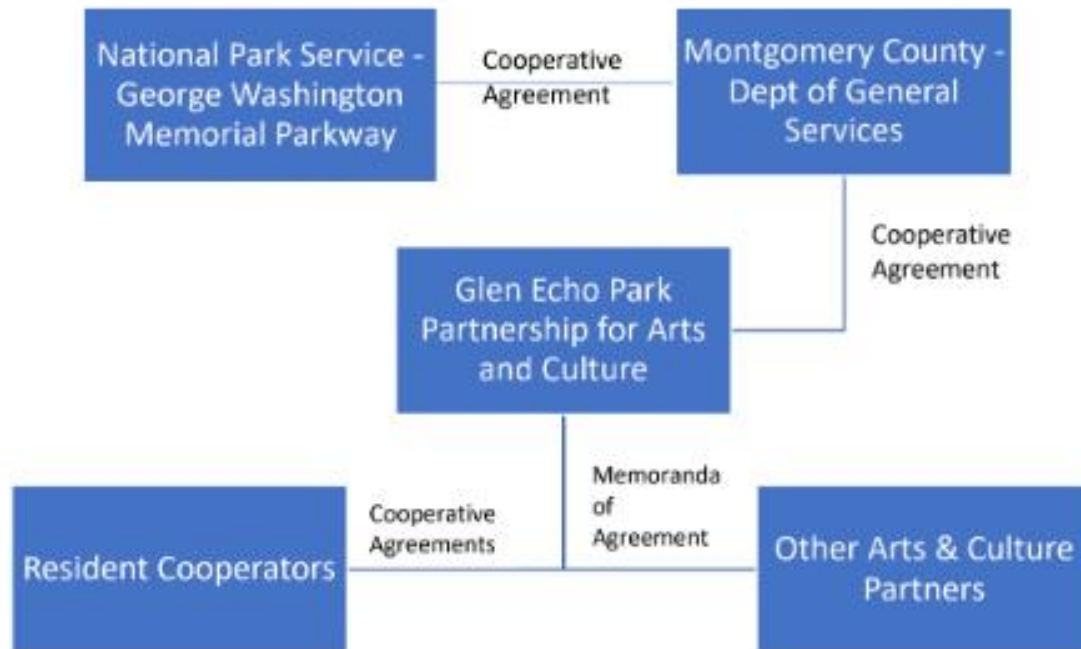 National Park Service -
George Washington
Memorial Parkway
Cooperative
Agreement
Montgomery County -
Dept of General
Services
Cooperative
Agreement
Glen Echo Park
Partnership for Arts
and Culture
Resident Cooperators
Cooperative
Agreements
Memoranda
of
Agreement
Other Arts & Culture
Partners